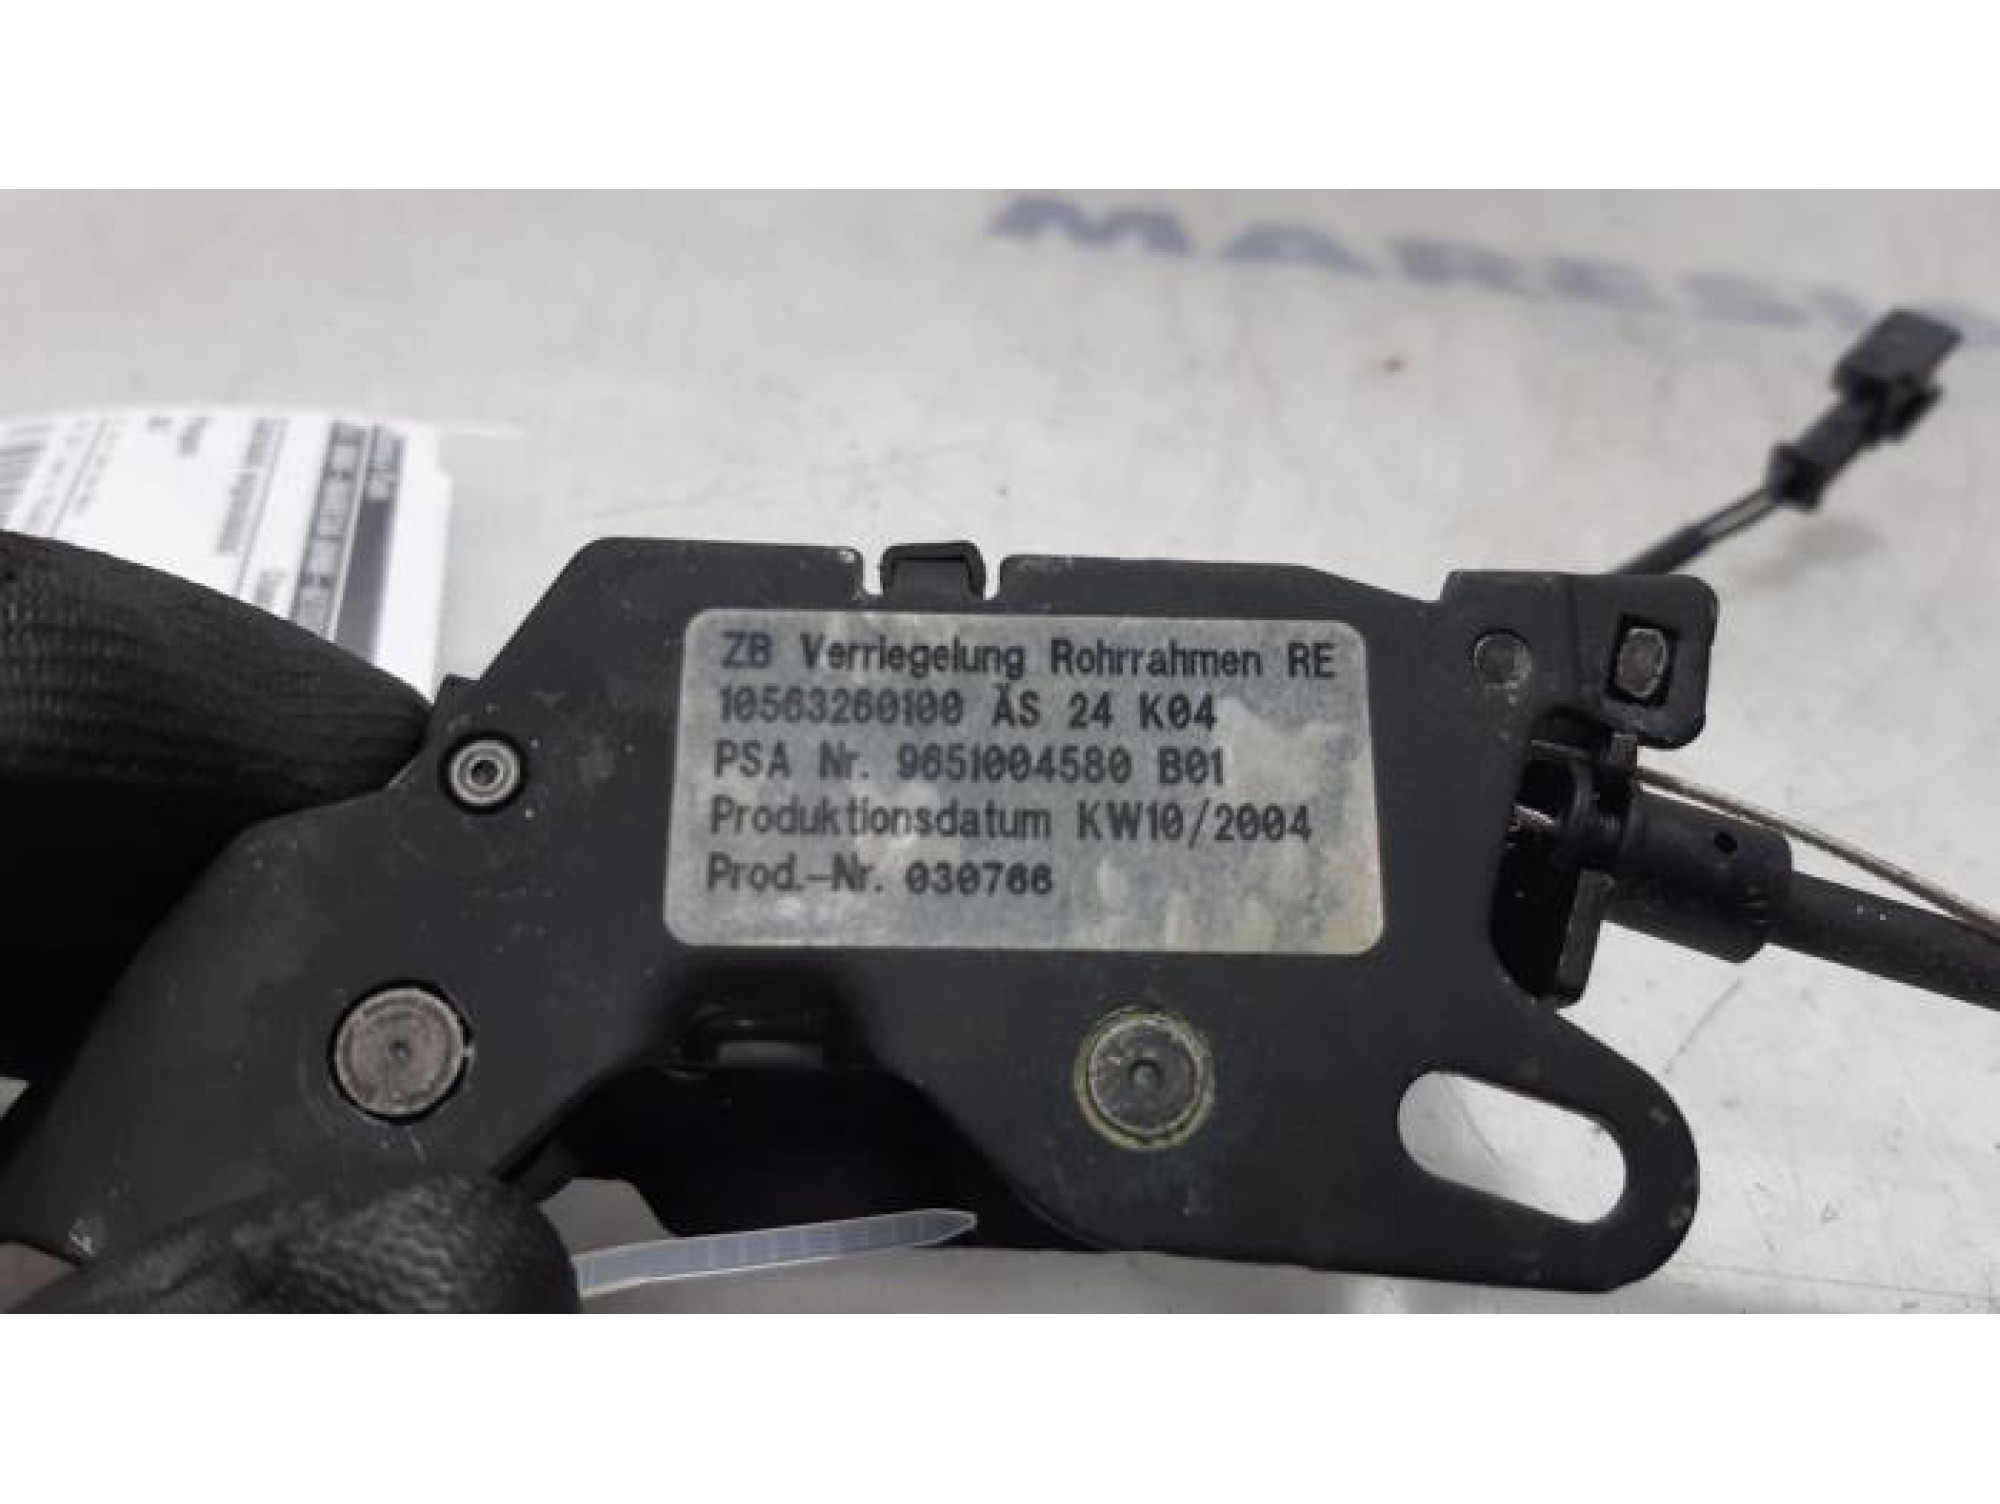 ZB Verriegelung Rohrrahmen RE
10563260100 ÄS 24 K04
PSA Nr. 9651004580 B01
Produktionsdatum KW10/2004
Prod.-Nr. 030766